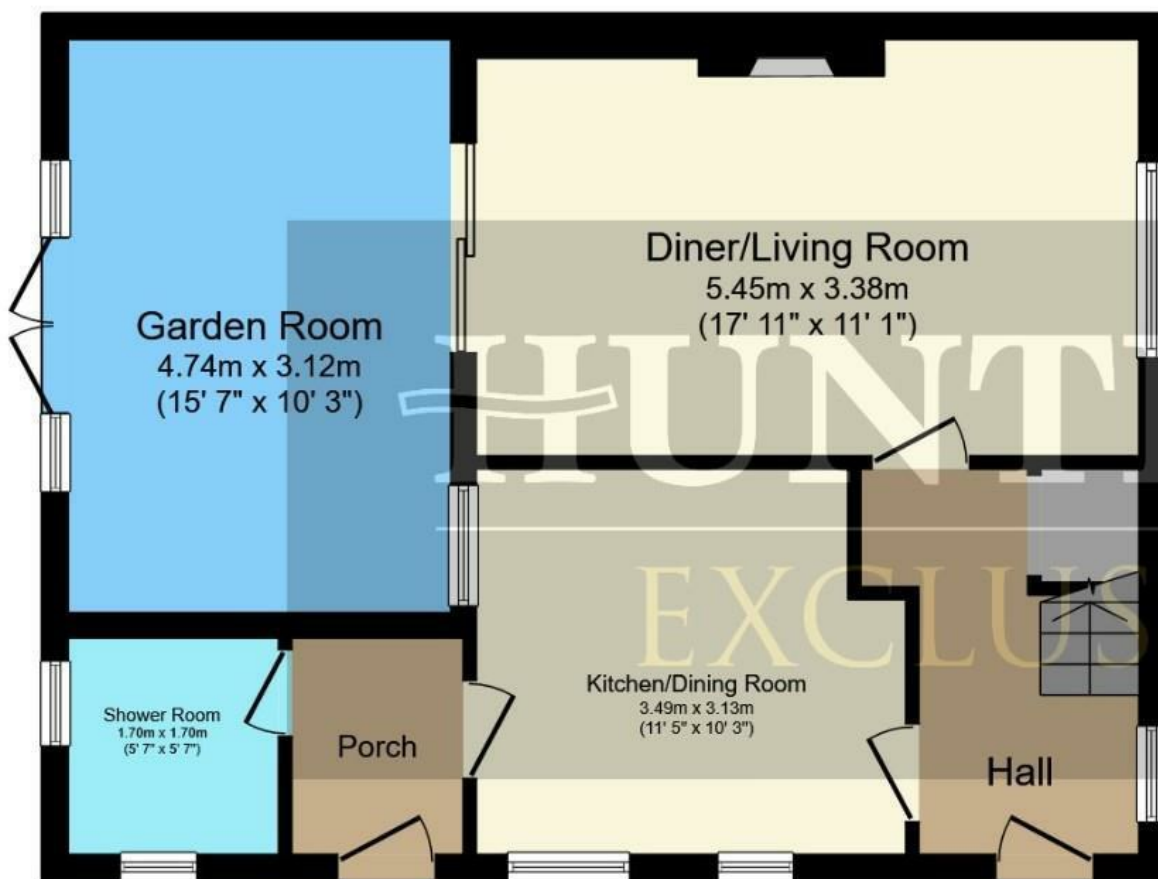 Garden Room
4.74m x 3.12m
(15' 7" x 10' 3")
Diner/Living Room
5.45m x 3.38m
(17' 11" x 11' 1")
Kitchen/Dining Room
3.49m x 3.13m
(11' 5" x 10' 3")
Shower Room
1.70m x 1.70m
(5' 7" x 5' 7")
Porch
Hall
HUNT
EXCLUS